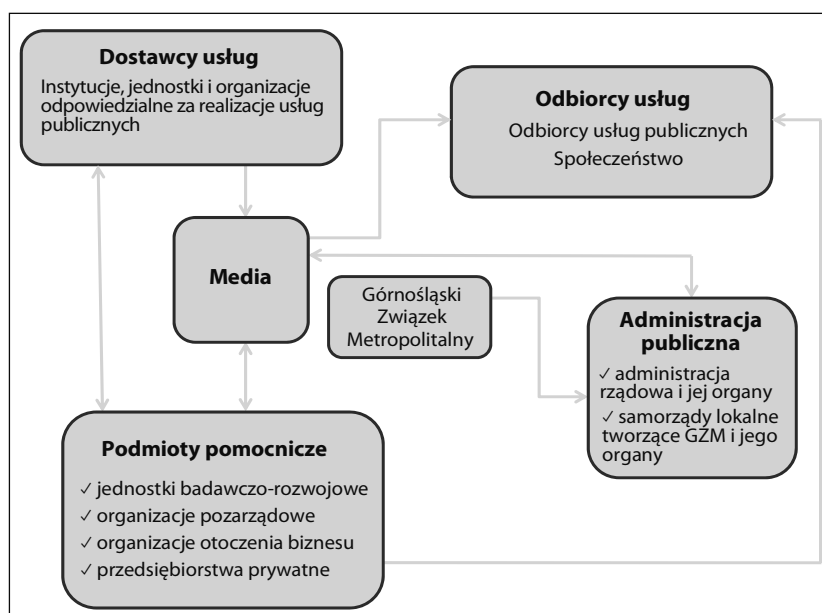 Dostawcy usług
Instytucje, jednostki i organizacje
odpowiedzialne za realizacje usług
publicznych
Odbiorcy usług
Odbiorcy usług publicznych
Społeczeństwo
Media
Górnośląski
Związek
Metropolitalny
Administracja
publiczna
✓ administracja
rządowa i jej organy
✓ samorządy lokalne
tworzące GZM i jego
organy
Podmioty pomocnicze
✓ jednostki badawczo-rozwojowe
✓ organizacje pozarządowe
✓ organizacje otoczenia biznesu
✓ przedsiębiorstwa prywatne